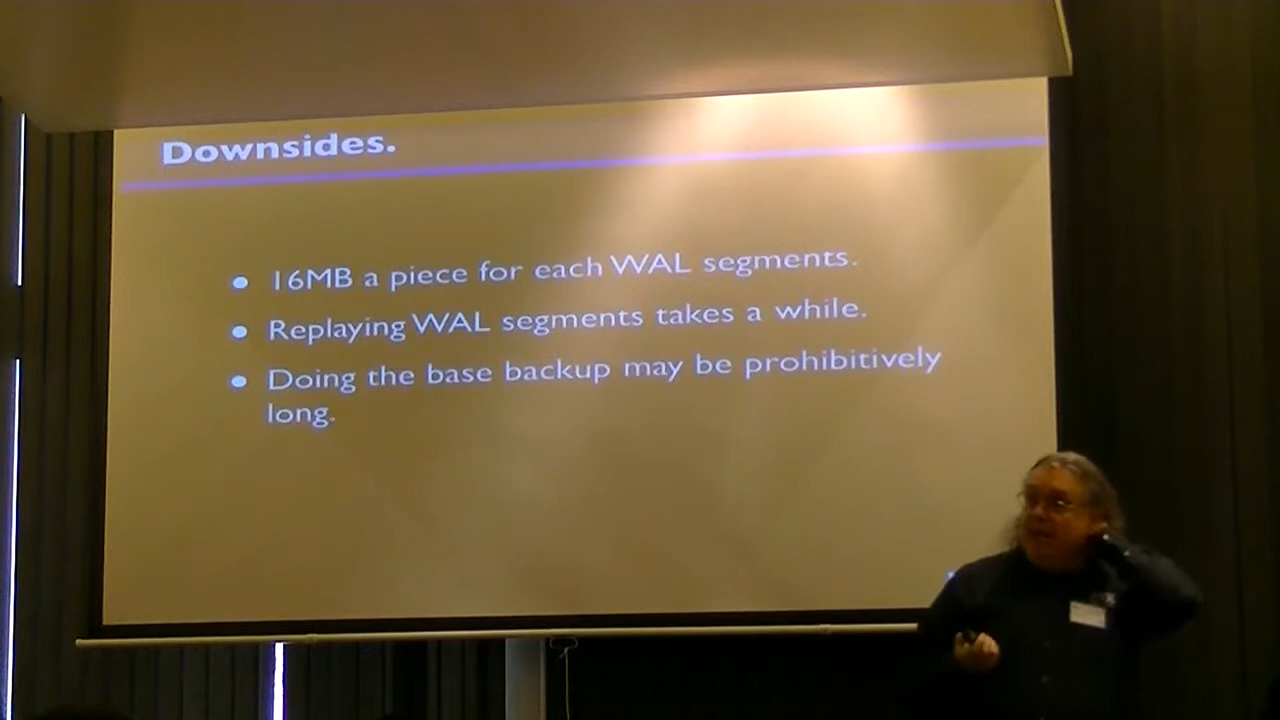 Downsides.
• 16MB a piece for each WAL segments.
• Replaying WAL segments takes a while.
• Doing the base backup may be prohibitively
long.